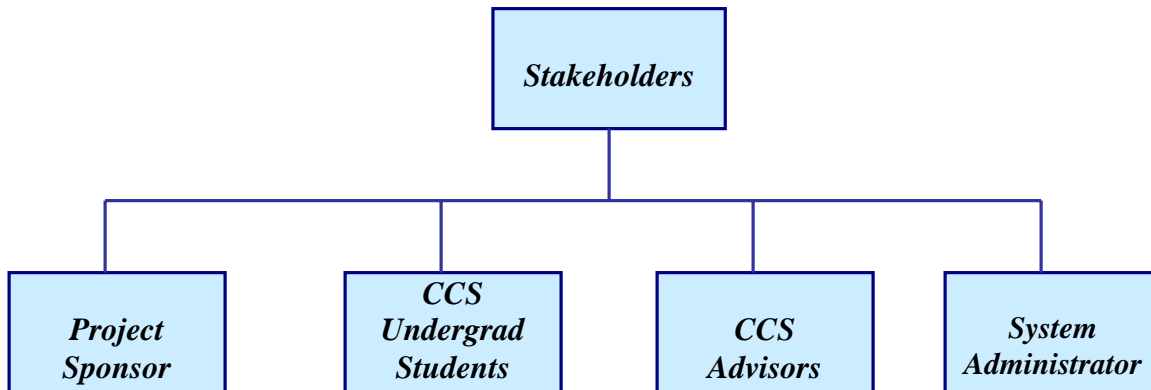 Stakeholders
Project
Sponsor
CCS
Undergrad
Students
CCS
Advisors
System
Administrator